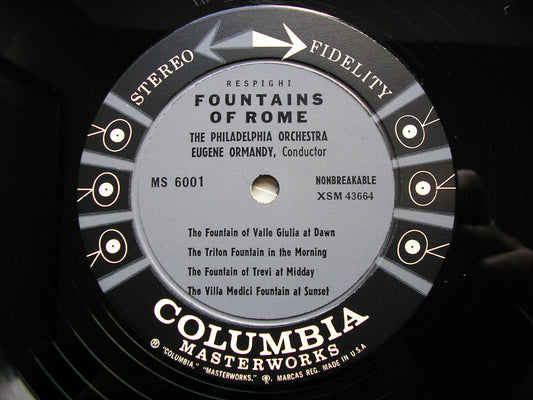 STEREO FIDELITY
RESPIGHI
FOUNTAINS
OF ROME
THE PHILADELPHIA ORCHESTRA
EUGENE ORMANDY, Conductor
MS 6001
NONBREAKABLE
XSM 43664
The Fountain of Valle Giulia at Dawn
The Triton Fountain in the Morning
The Fountain of Trevi at Midday
The Villa Medici Fountain at Sunset
COLUMBIA
MASTERWORKS
® "COLUMBIA," "MASTERWORKS," ®, MARCAS REG. MADE IN U.S.A